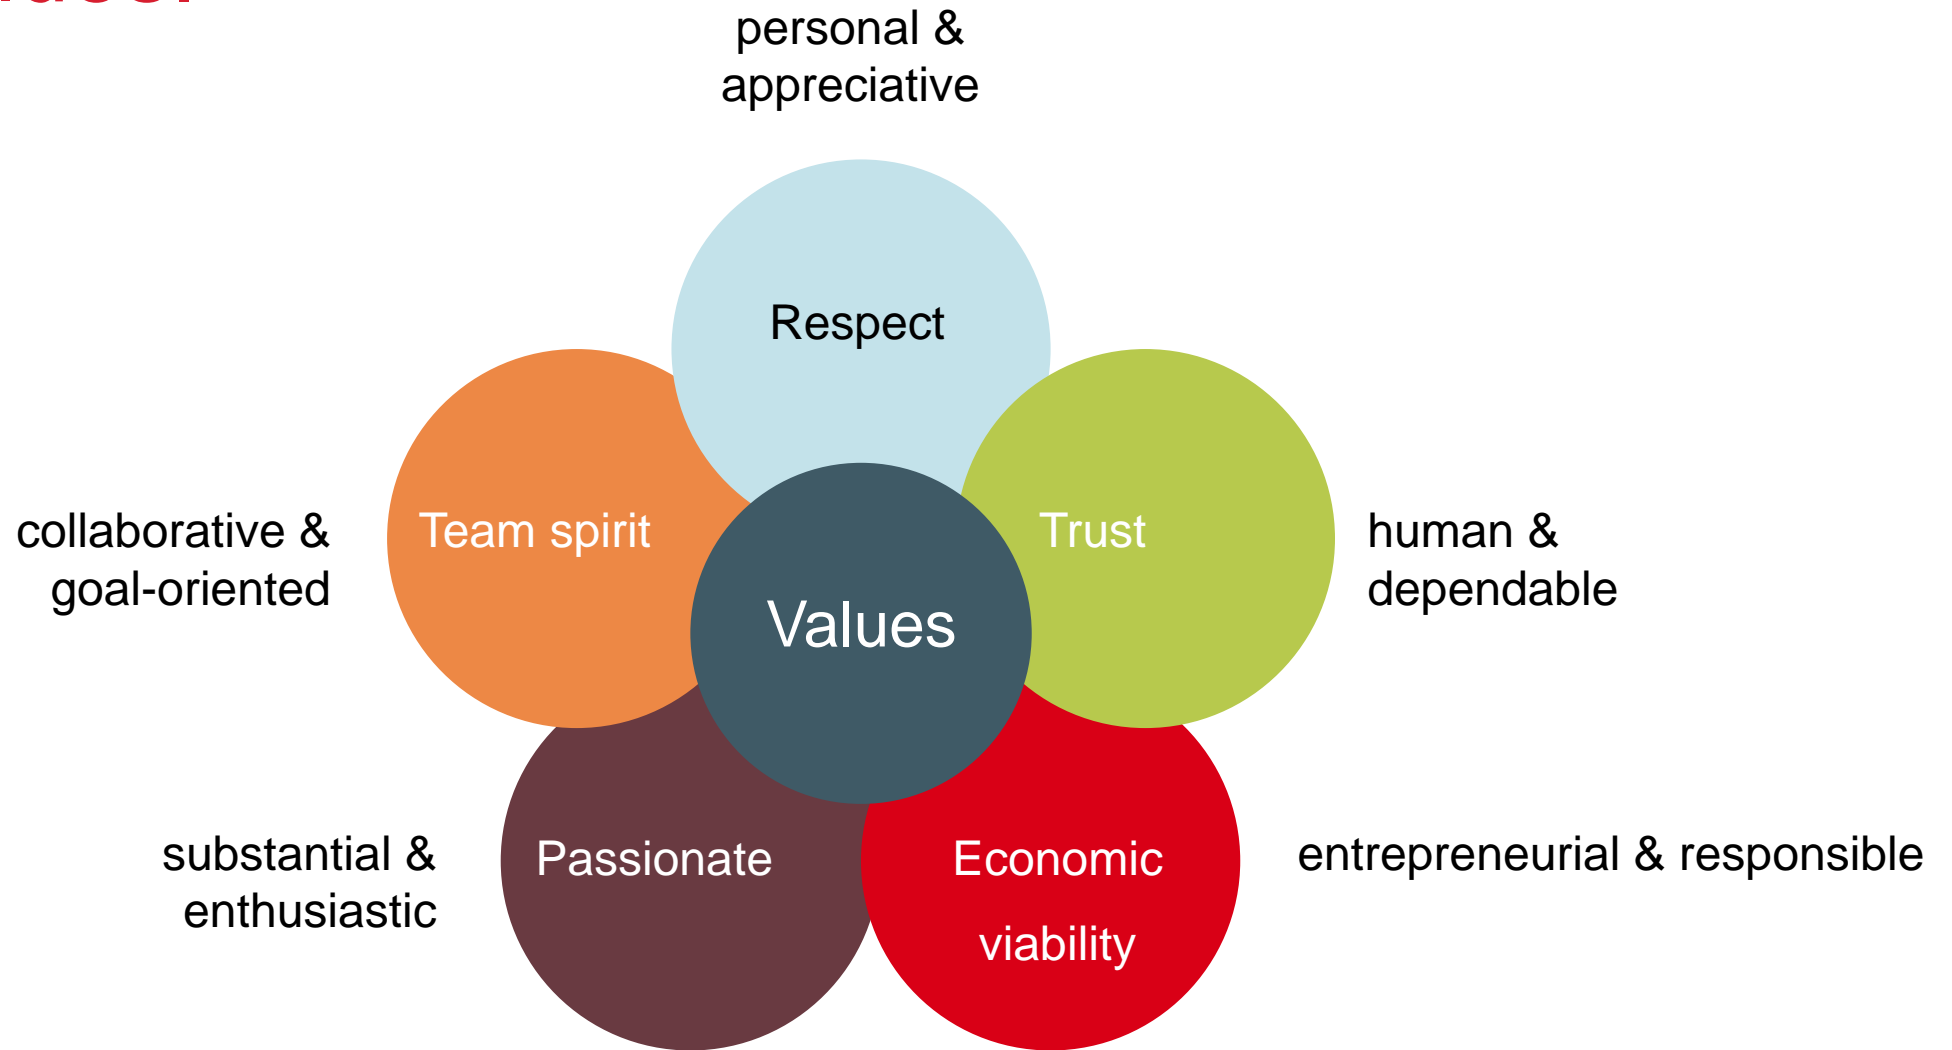 personal &
appreciative
Respect
collaborative &
goal-oriented
Team spirit
Trust
human &
dependable
Values
substantial &
enthusiastic
Passionate
Economic
viability
entrepreneurial & responsible